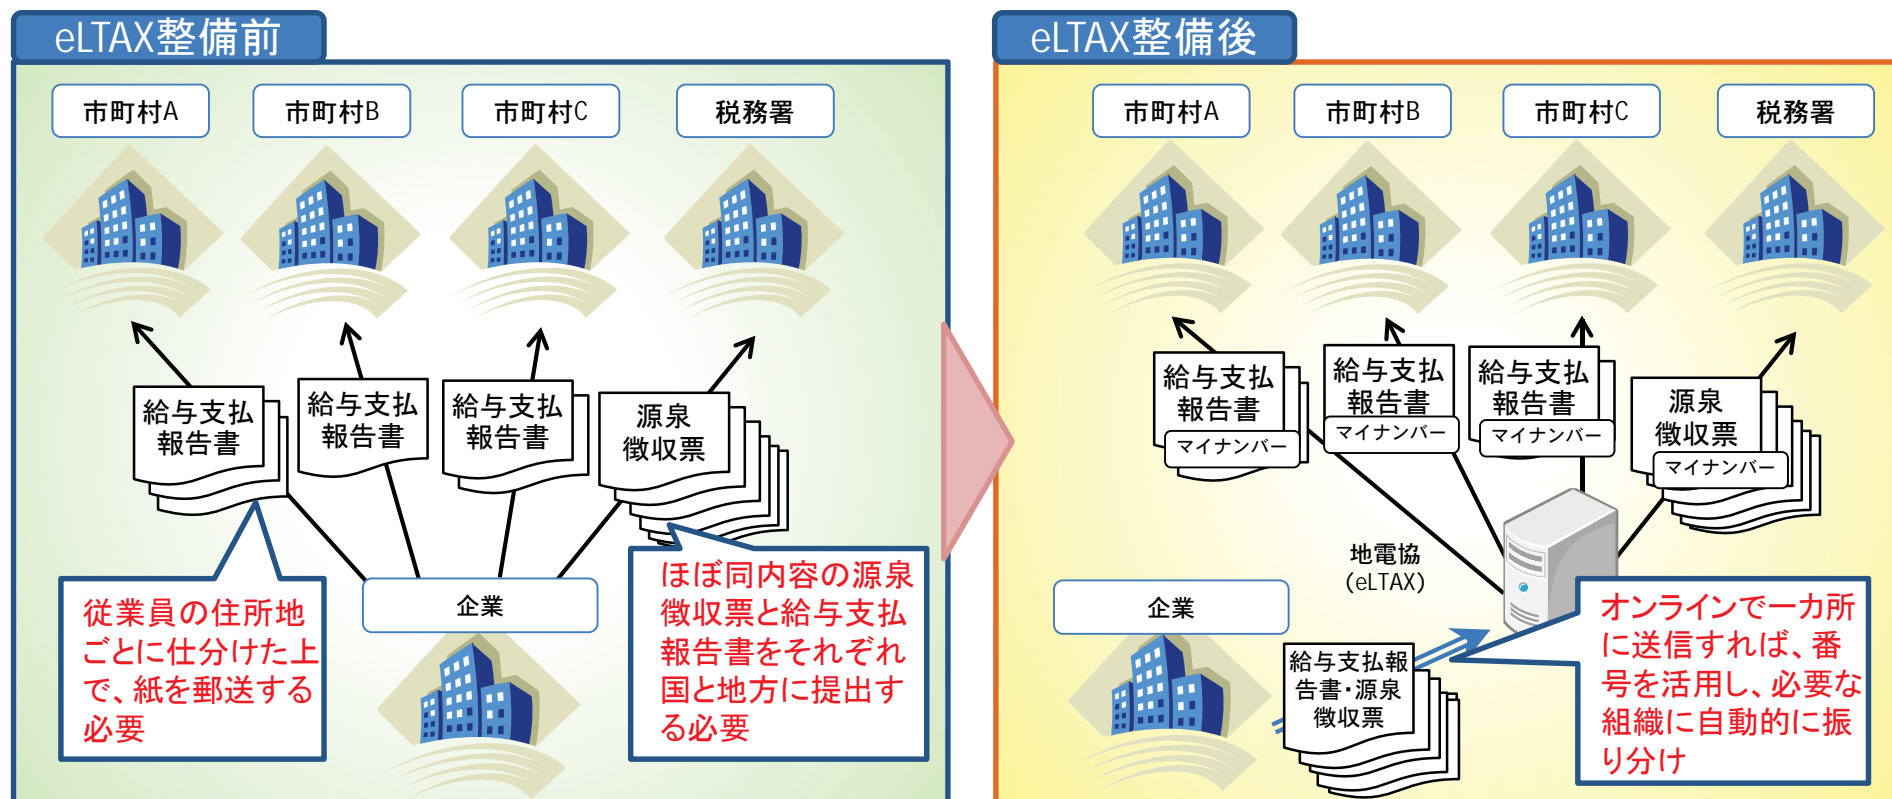 eLTAX整備前
市町村A
市町村B
市町村C
税務署
給与支払
報告書
給与支払
報告書
給与支払
報告書
源泉
徴収票
従業員の住所地
ごとに仕分けた上
で、紙を郵送する
必要
企業
ほぼ同内容の源泉
徴収票と給与支払
報告書をそれぞれ
国と地方に提出す
る必要
eLTAX整備後
市町村A
市町村B
市町村C
税務署
給与支払
報告書
マイナンバー
給与支払
報告書
マイナンバー
給与支払
報告書
マイナンバー
源泉
徴収票
マイナンバー
地電協
(eLTAX)
企業
給与支払報
告書・源泉
徴収票
オンラインで一カ所
に送信すれば、番
号を活用し、必要な
組織に自動的に振
り分け